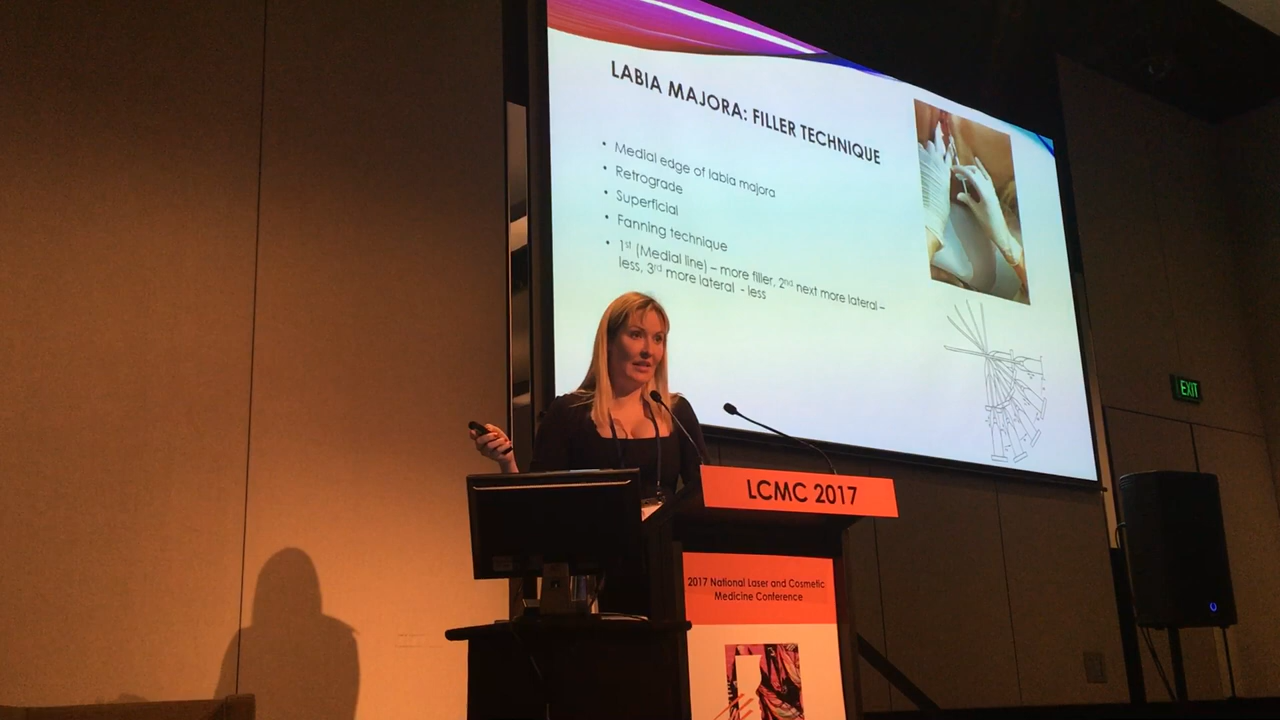 LABIA MAJORA: FILLER TECHNIQUE
• Medial edge of labia majora
• Retrograde
• Superficial
• Fanning technique
• 1st (Medial line) – more filler, 2nd next more lateral –
less, 3rd more lateral - less
EXIT
LCMC 2017
2017 National Laser and Cosmetic
Medicine Conference